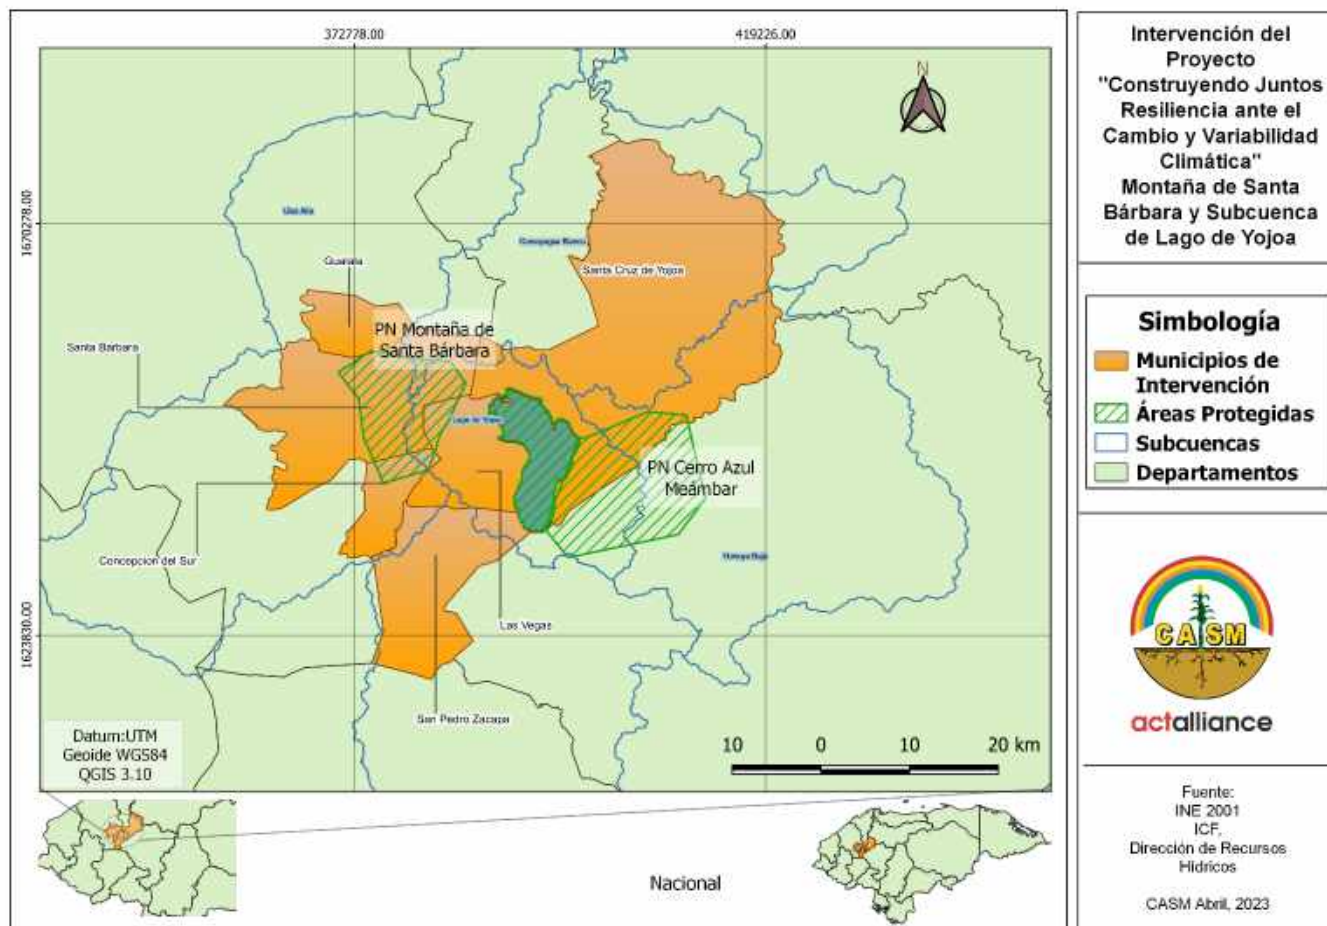 372778.00
419226.00
1670278.00
1623830.00
N
Ulua Alto
Guarala
Santa Cruz de Yojoa
PN Montaña de
Santa Bárbara
Santa Bárbara
Lago de Yojoa
PN Cerro Azul
Meámbar
Concepcion del Sur
Las Vegas
San Pedro Zacapa
Datum:UTM
Geoide WGS84
QGIS 3.10
10 0 10 20 km
Nacional
Intervención del
Proyecto
"Construyendo Juntos
Resiliencia ante el
Cambio y Variabilidad
Climática"
Montaña de Santa
Bárbara y Subcuenca
de Lago de Yojoa
Simbología
Municipios de
Intervención
Áreas Protegidas
Subcuencas
Departamentos
CASM
actalliance
Fuente:
INE 2001
ICF,
Dirección de Recursos
Hídricos
CASM Abril, 2023